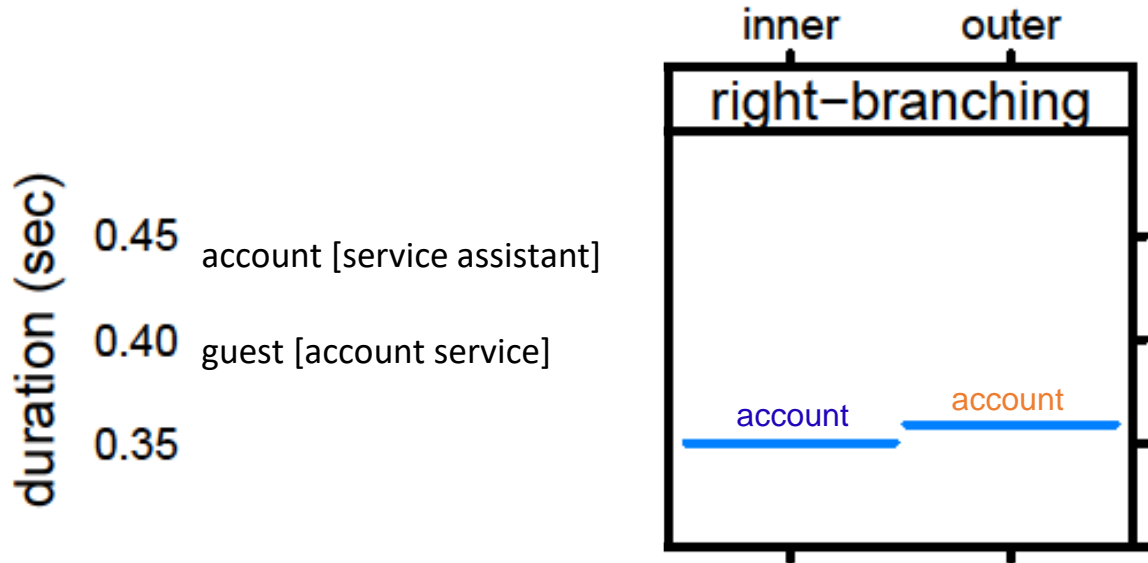 inner outer
right−branching
duration (sec)
0.45
account [service assistant]
0.40
guest [account service]
account account
0.35